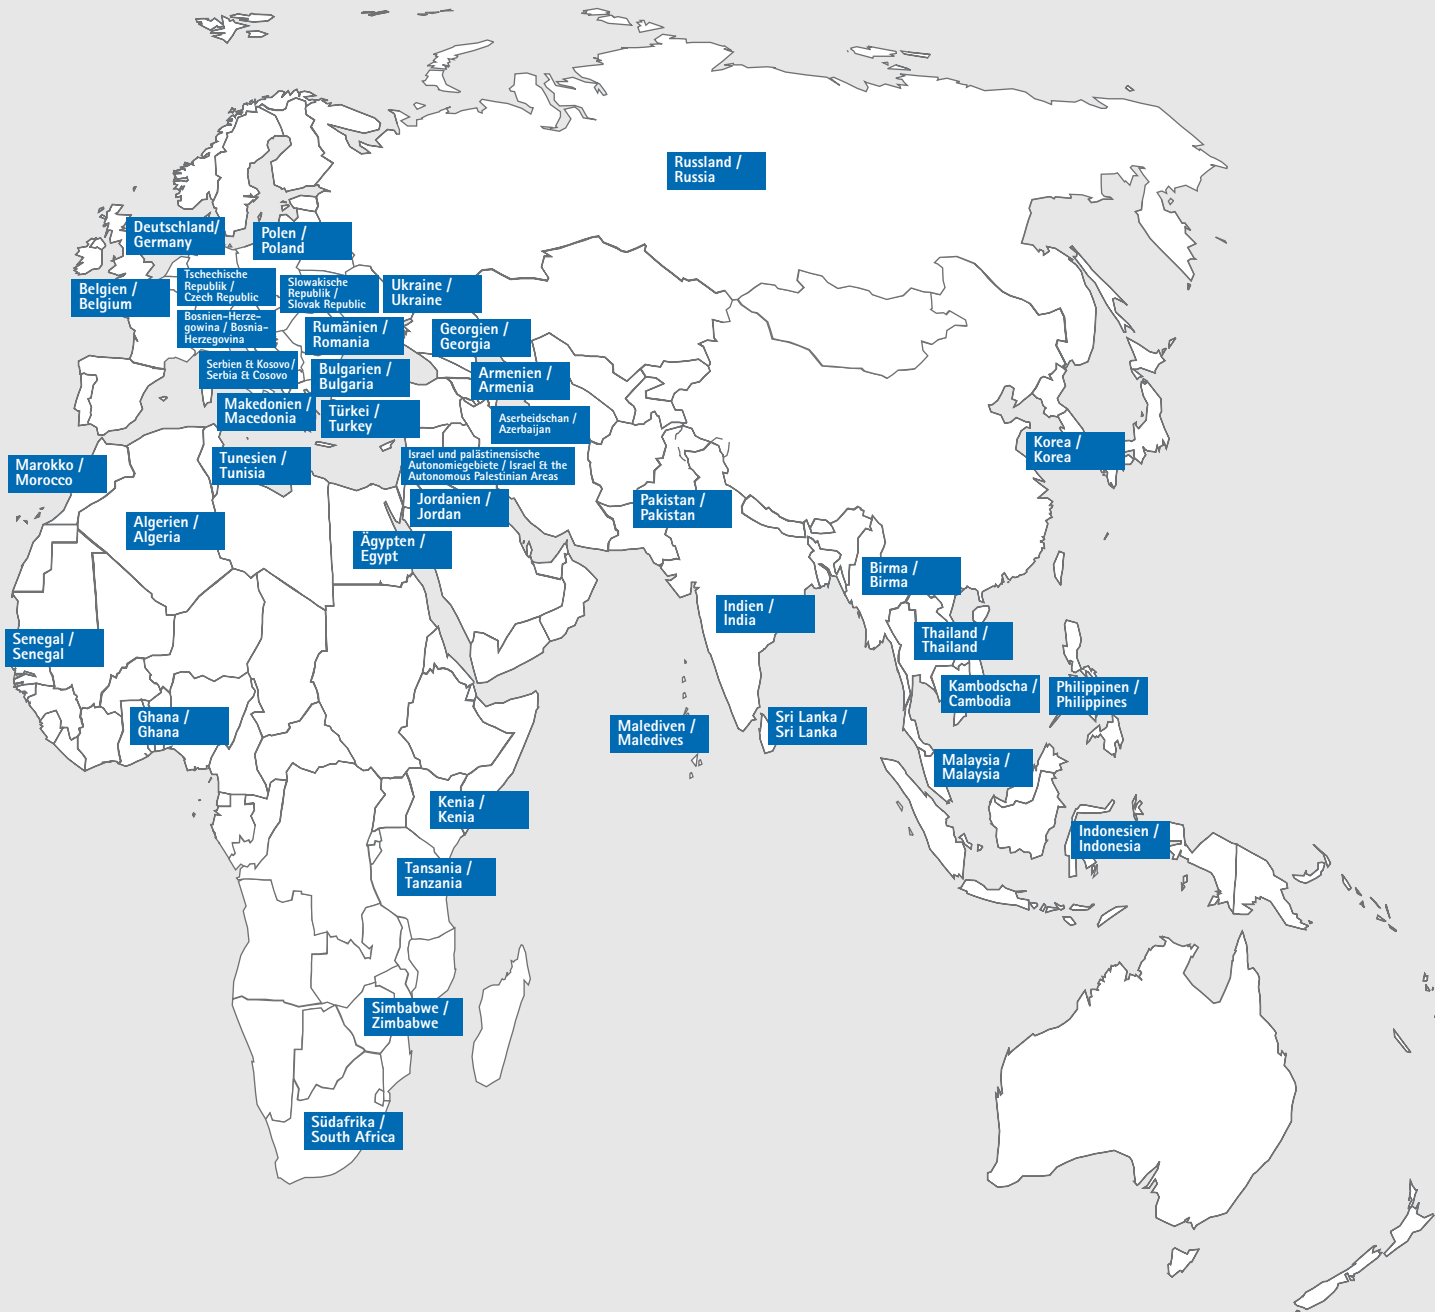 Russland /
Russia
Deutschland/
Germany
Polen /
Poland
Tschechische
Republik /
Czech Republic
Slowakische
Republik /
Slovak Republic
Ukraine /
Ukraine
Belgien /
Belgium
Bosnien-Herze-
gowina / Bosnia-
Herzegovina
Rumänien /
Romania
Georgien /
Georgia
Serbien & Kosovo/
Serbia & Cosovo
Bulgarien /
Bulgaria
Armenien /
Armenia
Makedonien /
Macedonia
Türkei /
Turkey
Aserbeidschan /
Azerbaijan
Korea /
Korea
Marokko /
Morocco
Tunesien /
Tunisia
Israel und palästinensische
Autonomiegebiete / Israel & the
Autonomous Palestinian Areas
Jordanien /
Jordan
Pakistan /
Pakistan
Algerien /
Algeria
Ägypten /
Egypt
Birma /
Birma
Indien /
India
Senegal /
Senegal
Thailand /
Thailand
Kambodscha /
Cambodia
Philippinen /
Philippines
Ghana /
Ghana
Malediven /
Maledives
Sri Lanka /
Sri Lanka
Malaysia /
Malaysia
Kenia /
Kenia
Indonesien /
Indonesia
Tansania /
Tanzania
Simbabwe /
Zimbabwe
Südafrika /
South Africa